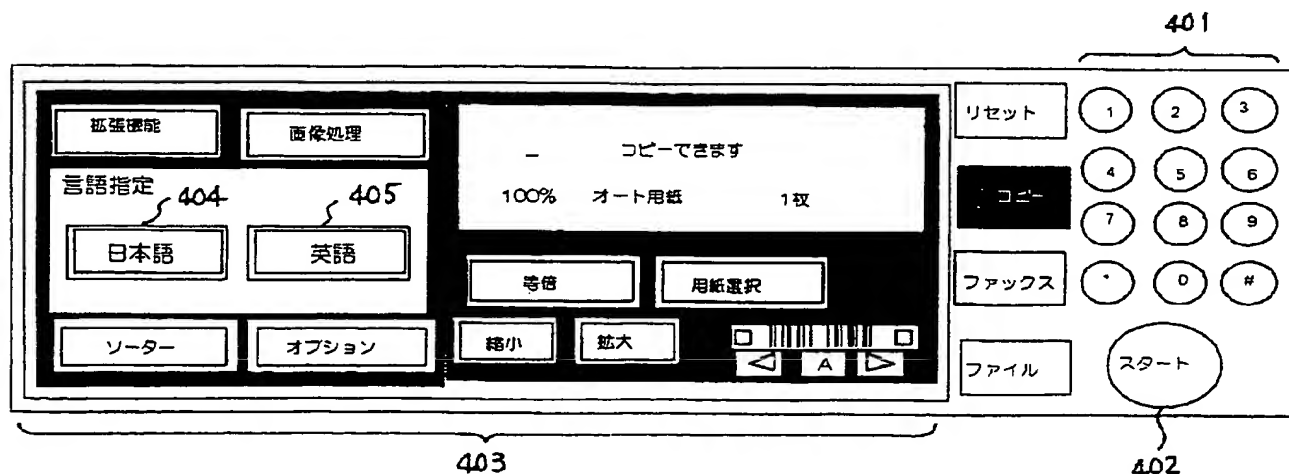 401
拡張機能
画像処理
言語指定
404
405
日本語
英語
ソーター
オプション
コピーできます
100% オート用紙 1枚
等倍
用紙選択
縮小
拡大
A
リセット
コピー
ファックス
ファイル
1 2 3
4 5 6
7 8 9
* 0 #
スタート
403
402